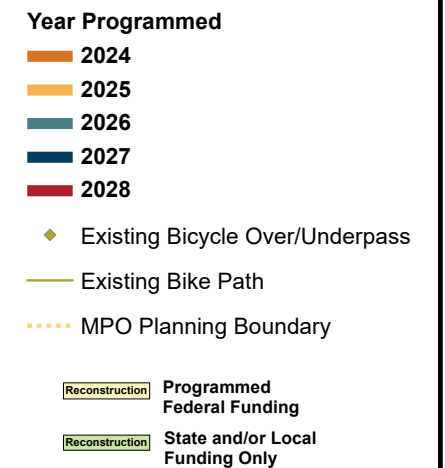 Year Programmed
2024
2025
2026
2027
2028
Existing Bicycle Over/Underpass
Existing Bike Path
MPO Planning Boundary
Reconstruction Programmed
Federal Funding
Reconstruction State and/or Local
Funding Only